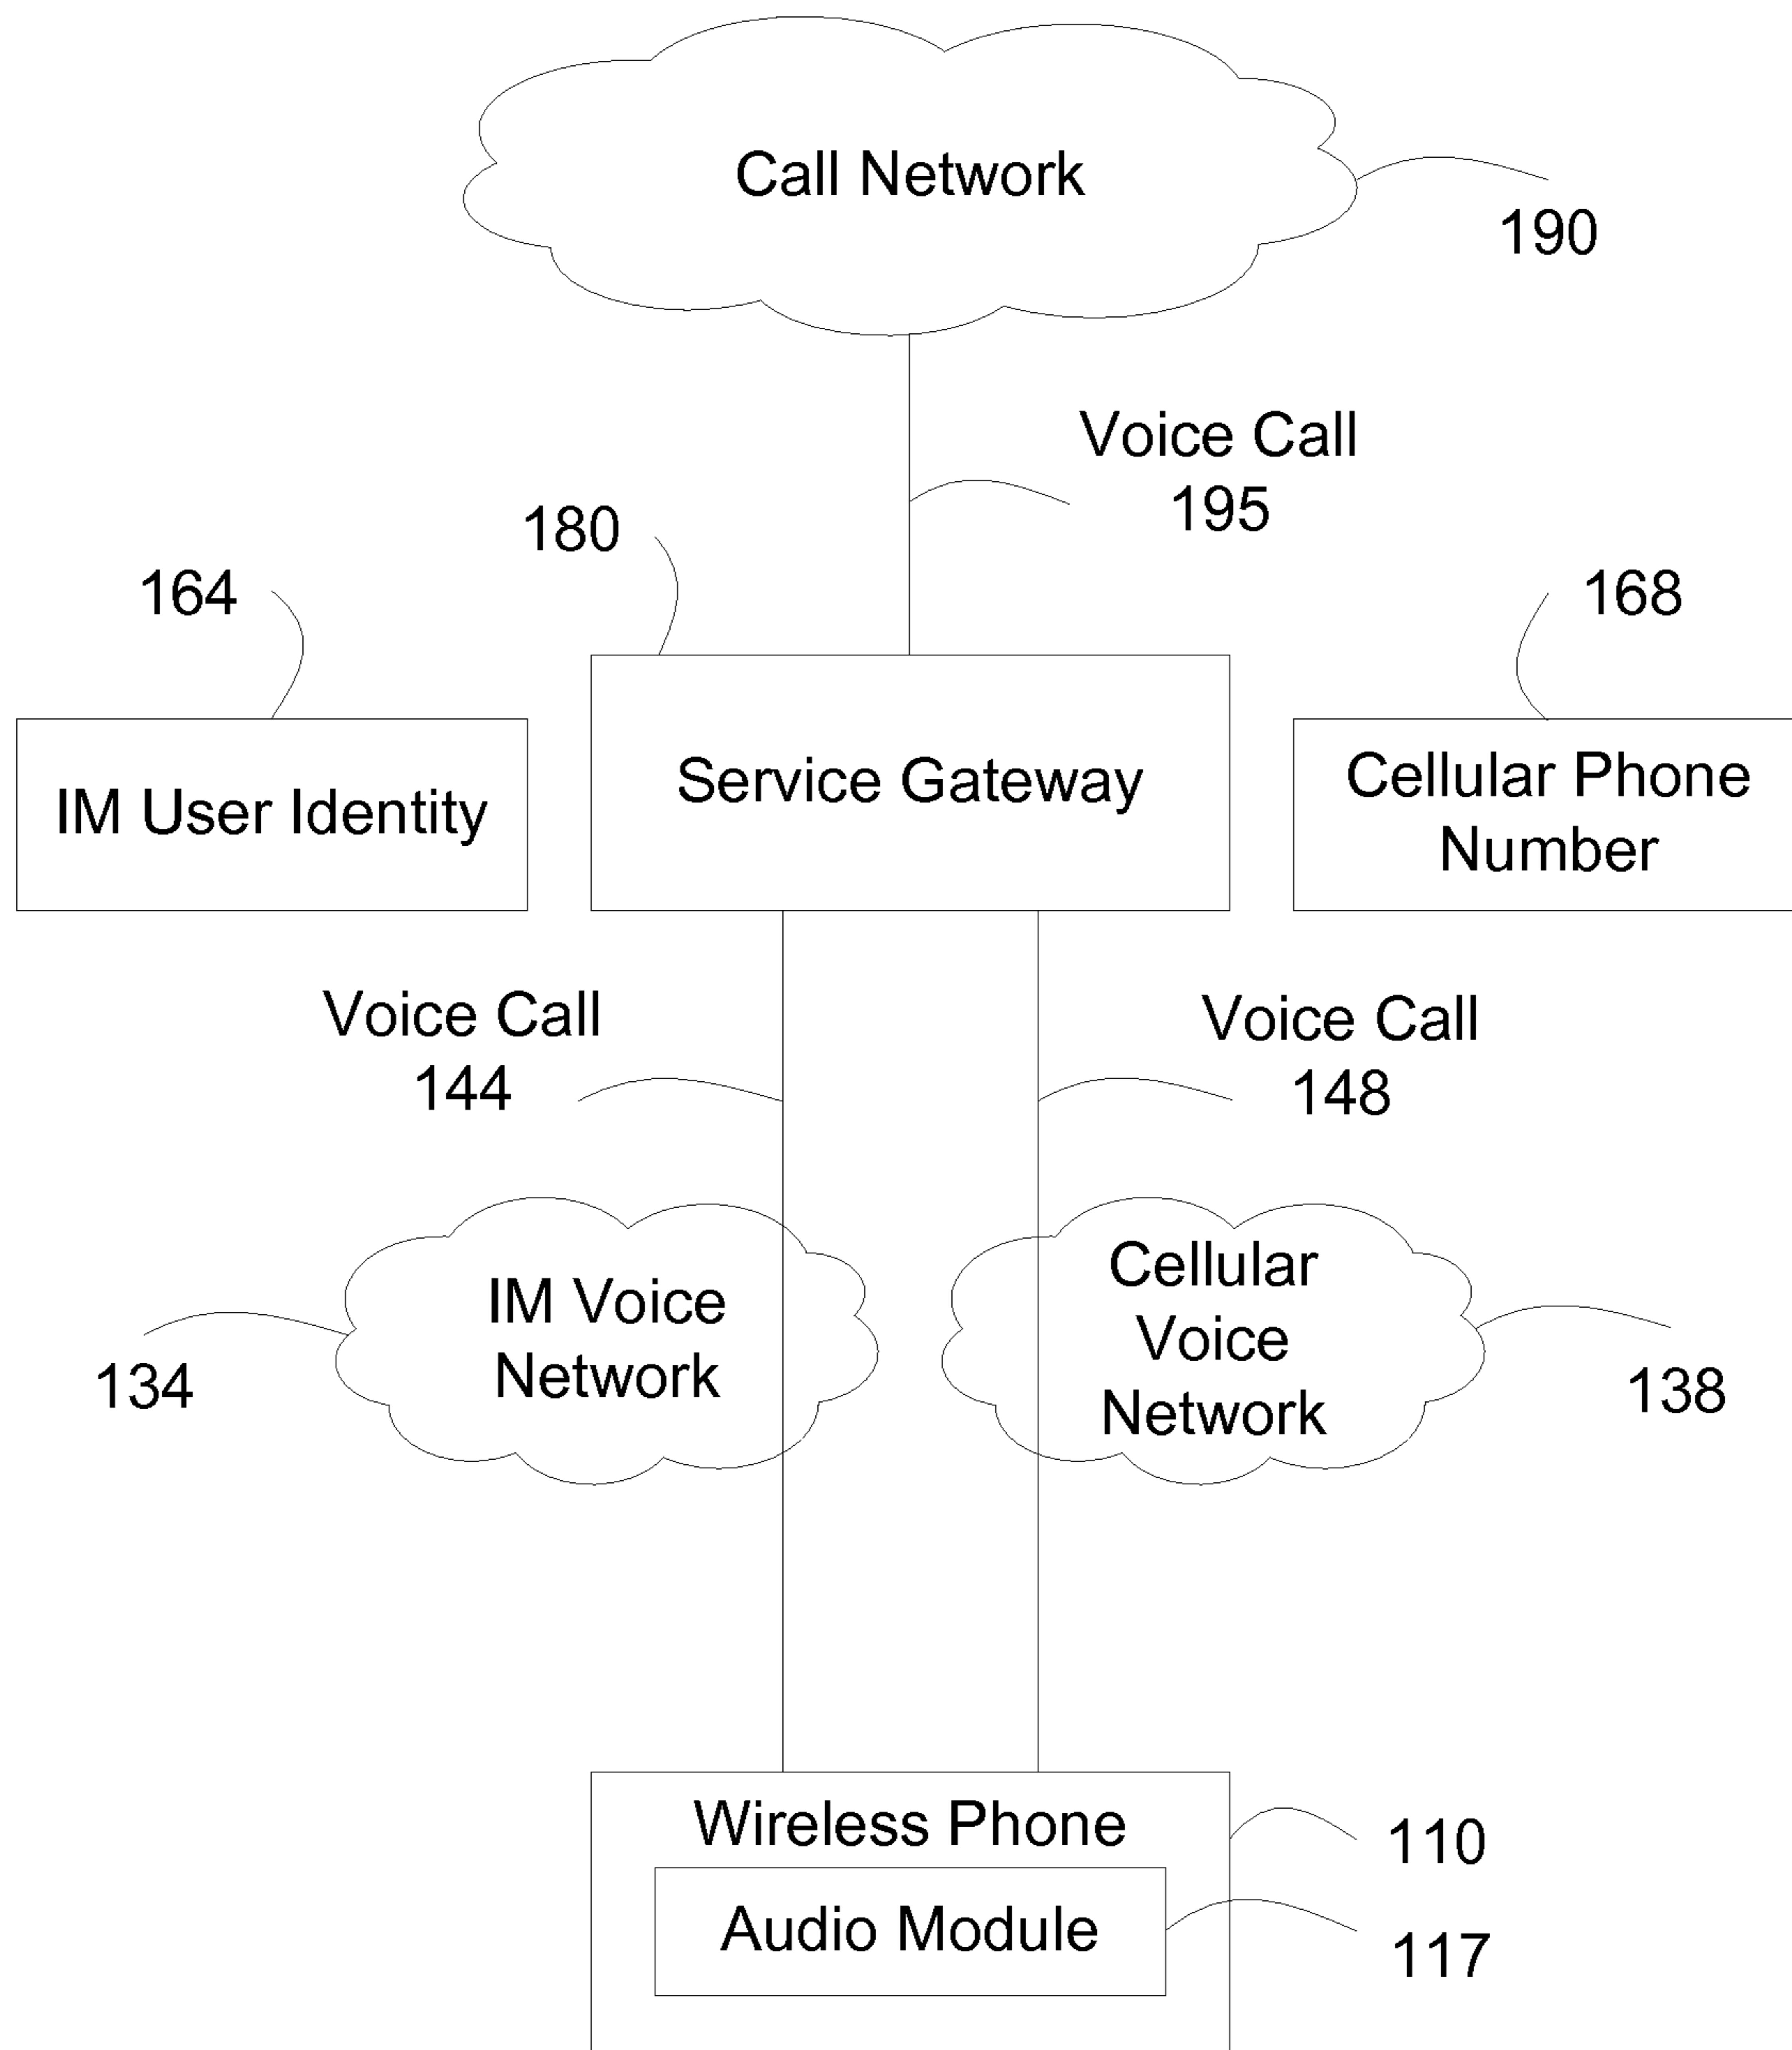 Call Network
190
Voice Call
195
180
164
168
IM User Identity
Service Gateway
Cellular Phone
Number
Voice Call
144
Voice Call
148
IM Voice
Network
134
Cellular
Voice
Network
138
Wireless Phone
110
Audio Module
117